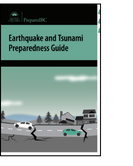 PreparedBC
Earthquake and Tsunami
Preparedness Guide